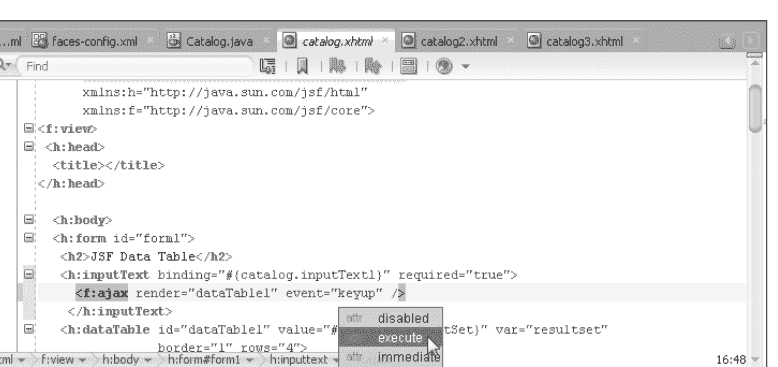 ...ml faces-config.xml Catalog.java catalog.xhtml catalog2.xhtml catalog3.xhtml
Find
xmlns:h="http://java.sun.com/jsf/html"
xmlns:f="http://java.sun.com/jsf/core">
<f:view>
<h:head>
<title></title>
</h:head>
<h:body>
<h:form id="form1">
<h2>JSF Data Table</h2>
<h:inputText binding="#{catalog.inputText1}" required="true">
<f:ajax render="dataTable1" event="keyup" />
</h:inputText>
attr disabled
<h:dataTable id="dataTable1" value="# tSet}" var="resultset"
execute
border="1" rows="4">
attr immediate
tml f:view h:body h:form#form1 h:inputtext
16:48